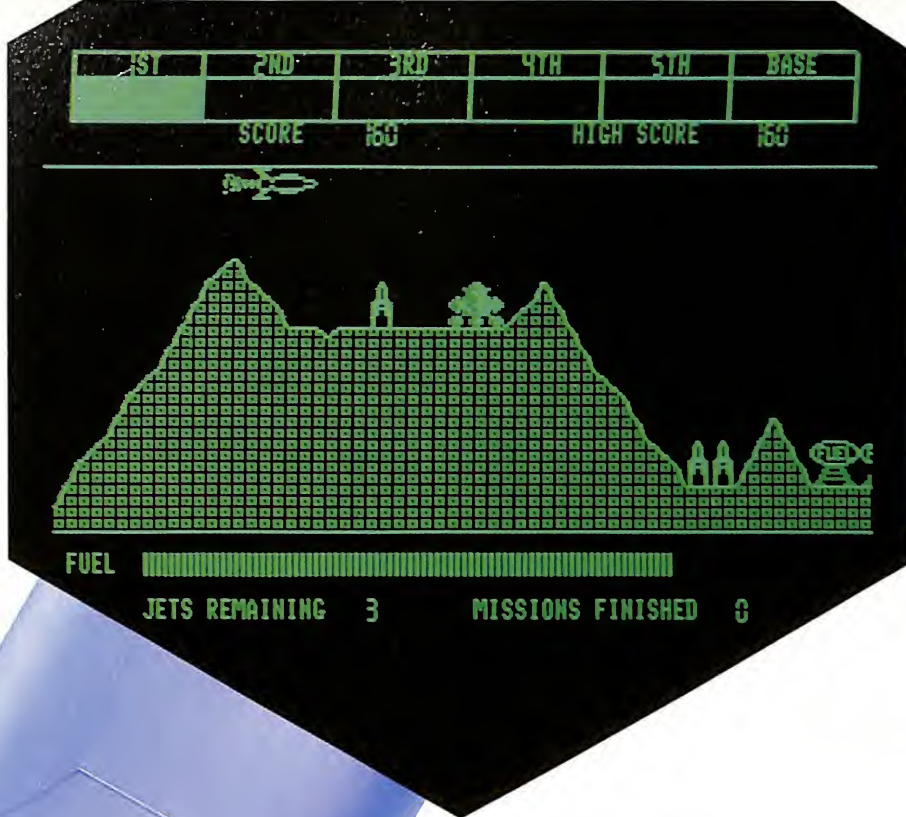 1ST 2ND 3RD 4TH 5TH BASE
SCORE 160 HIGH SCORE 160
FUEL
FUEL
JETS REMAINING 3 MISSIONS FINISHED 0